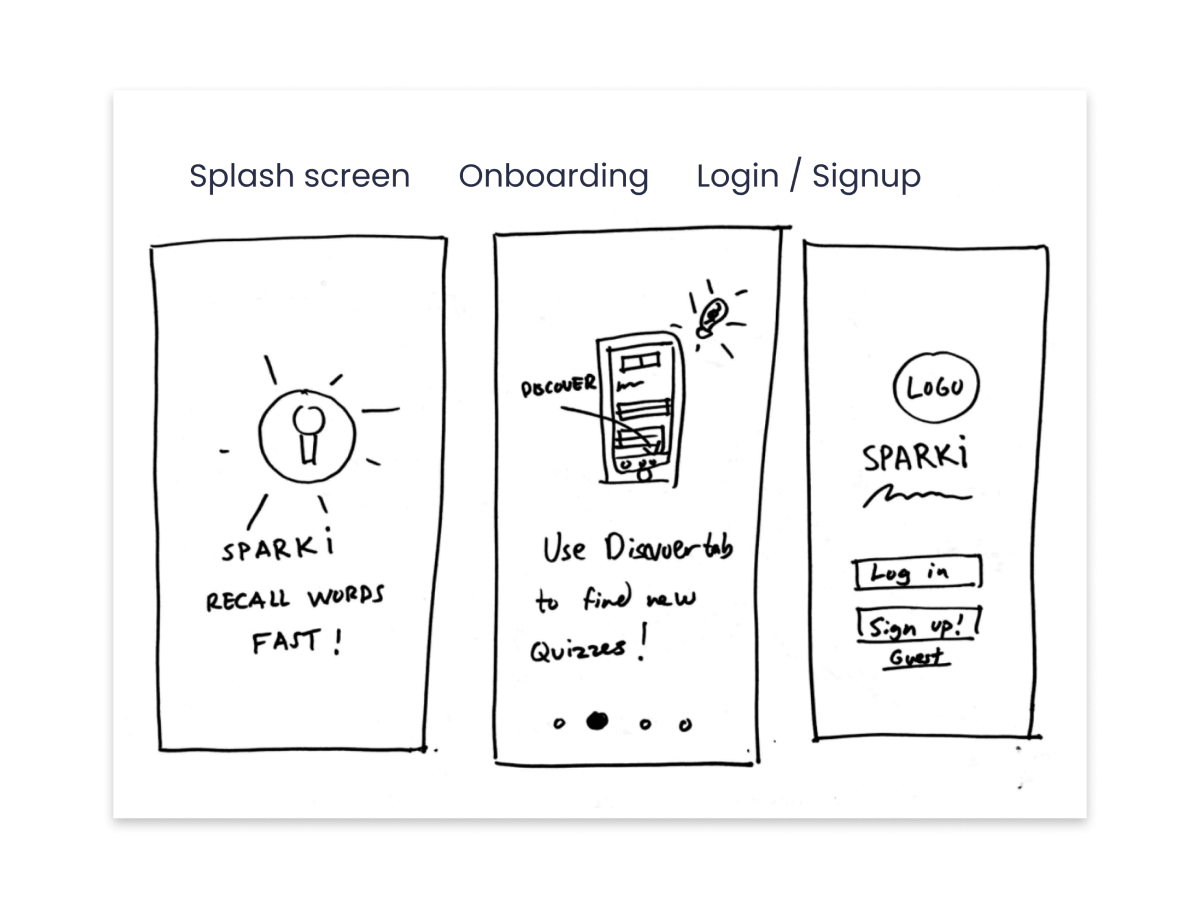 Splash screen
Onboarding
Login / Signup
SPARKi
RECALL WORDS
FAST!
DISCOVER
Use Discover tab
to find new
Quizzes!
LOGO
SPARKi
Log in
Sign up!
Guest